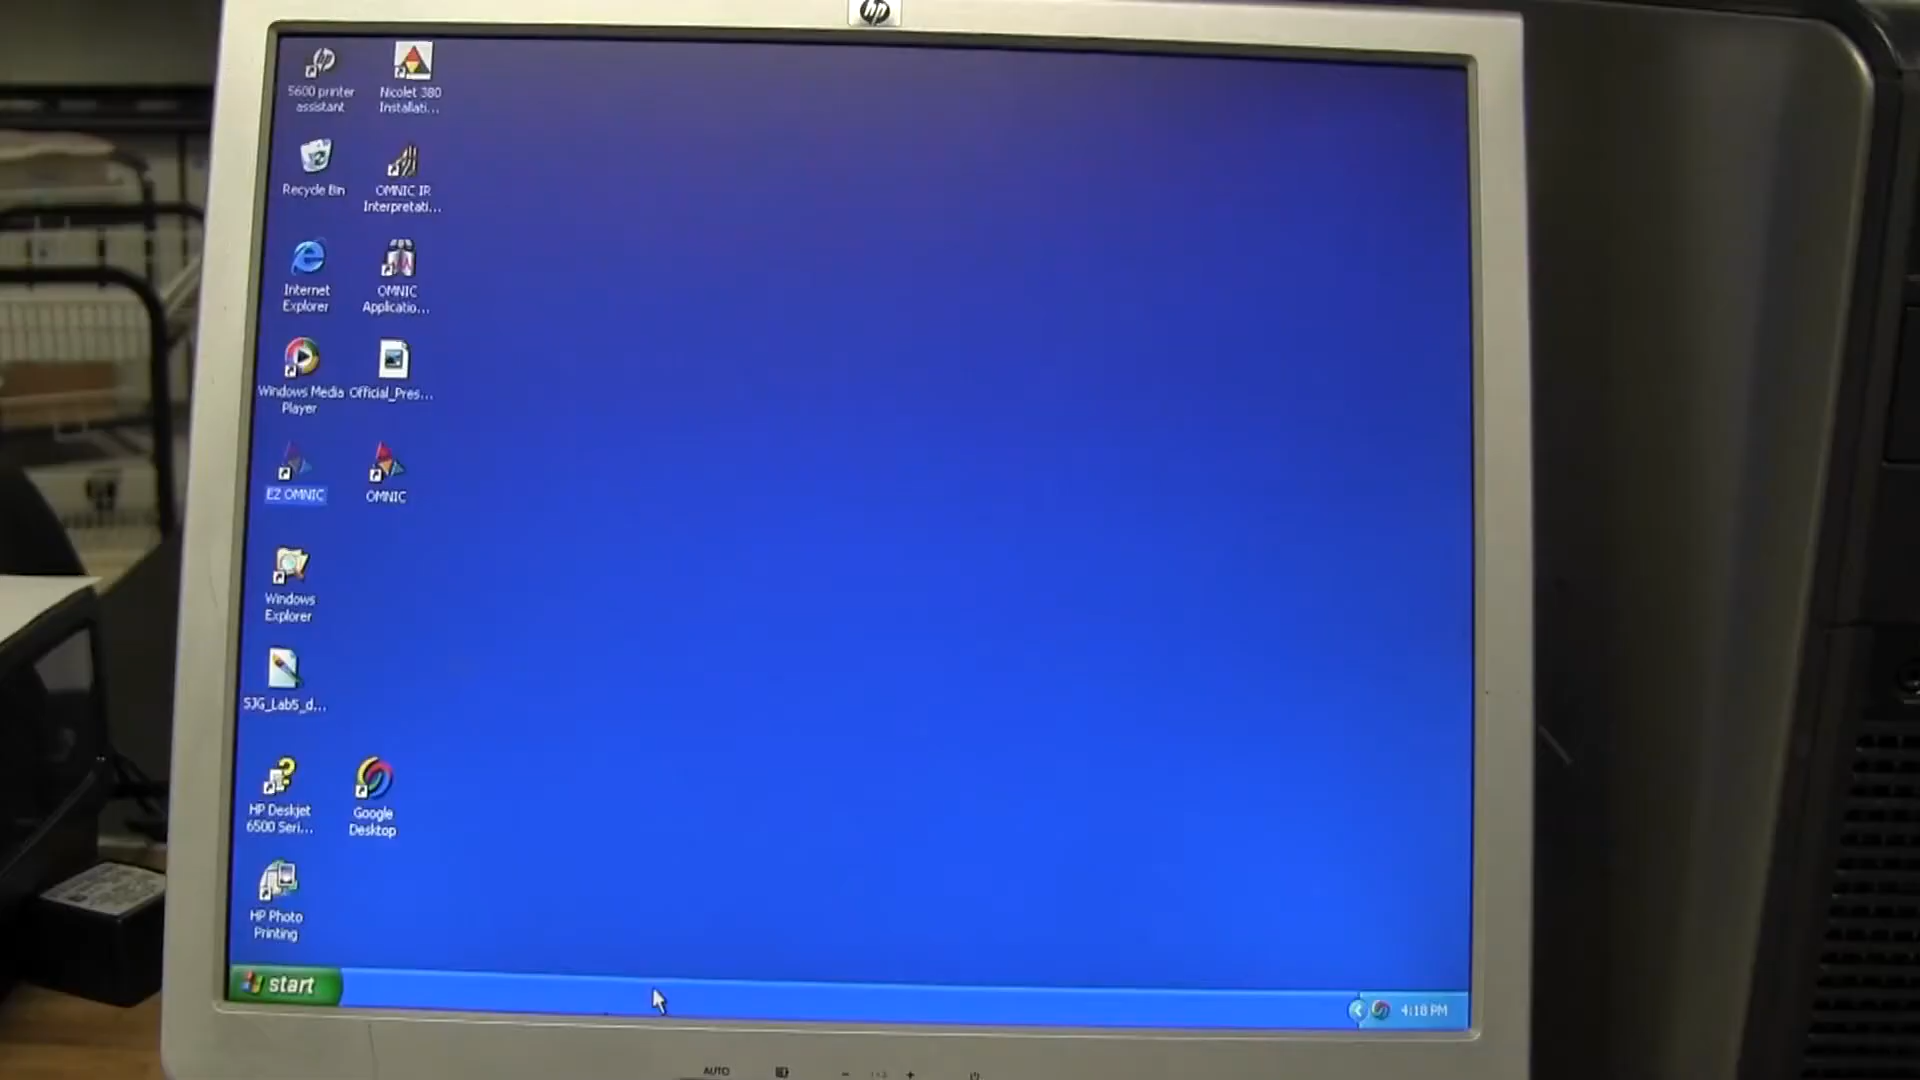 hp
5600 printer
assistant
Nicolet 380
Installati...
Recycle Bin
OMNIC IR
Interpretati...
Internet
Explorer
OMNIC
Applicatio...
Windows Media
Player
Official_Pres...
EZ OMNIC
OMNIC
Windows
Explorer
SJG_Lab5_d...
HP Deskjet
6500 Seri...
Google
Desktop
HP Photo
Printing
start
4:18 PM
AUTO